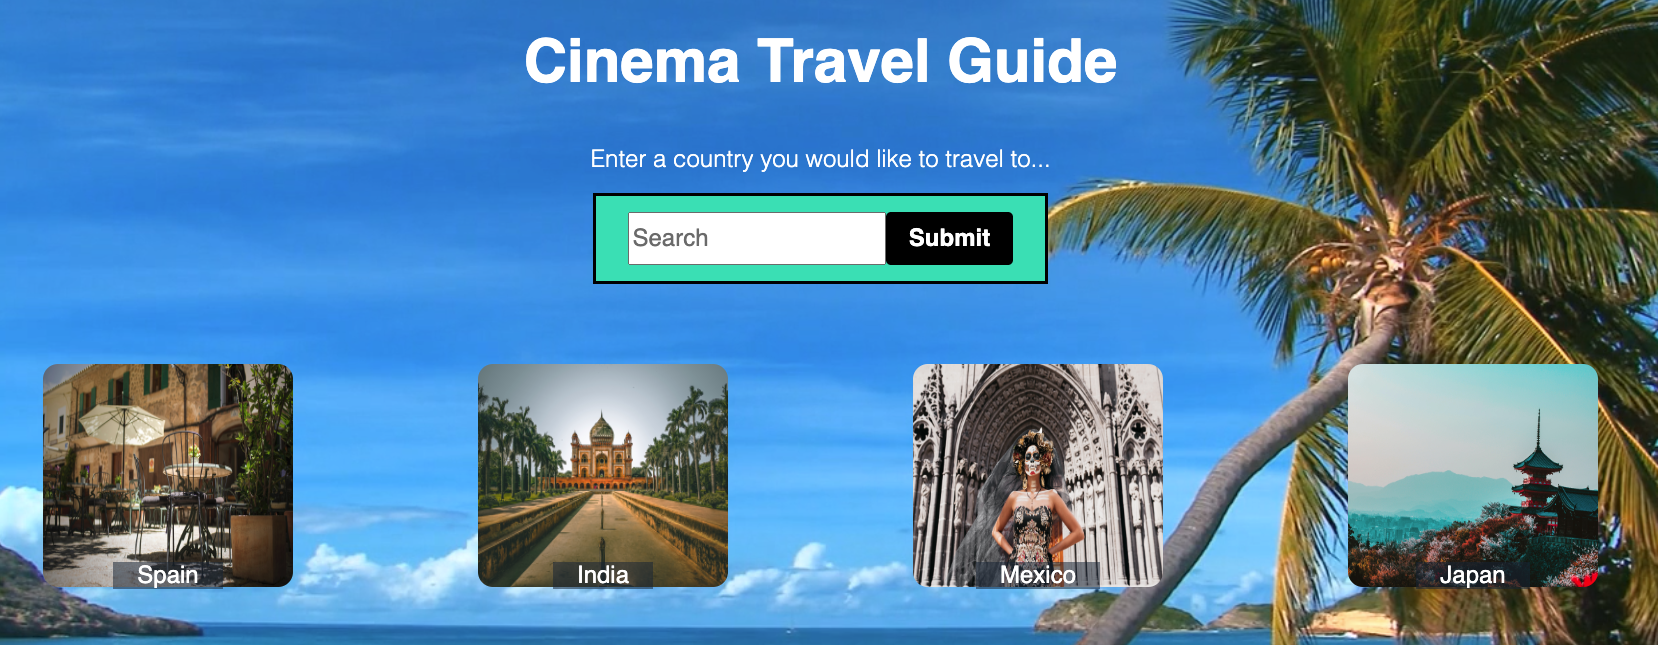 Cinema Travel Guide
Enter a country you would like to travel to...
Search
Submit
Spain
India
Mexico
Japan